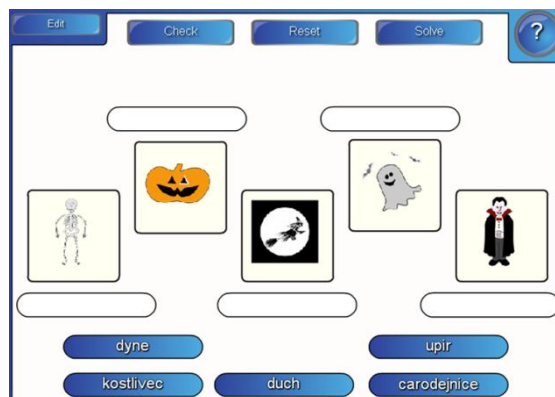 Edit
Check
Reset
Solve
?
dyne
upir
kostlivec
duch
carodejnice